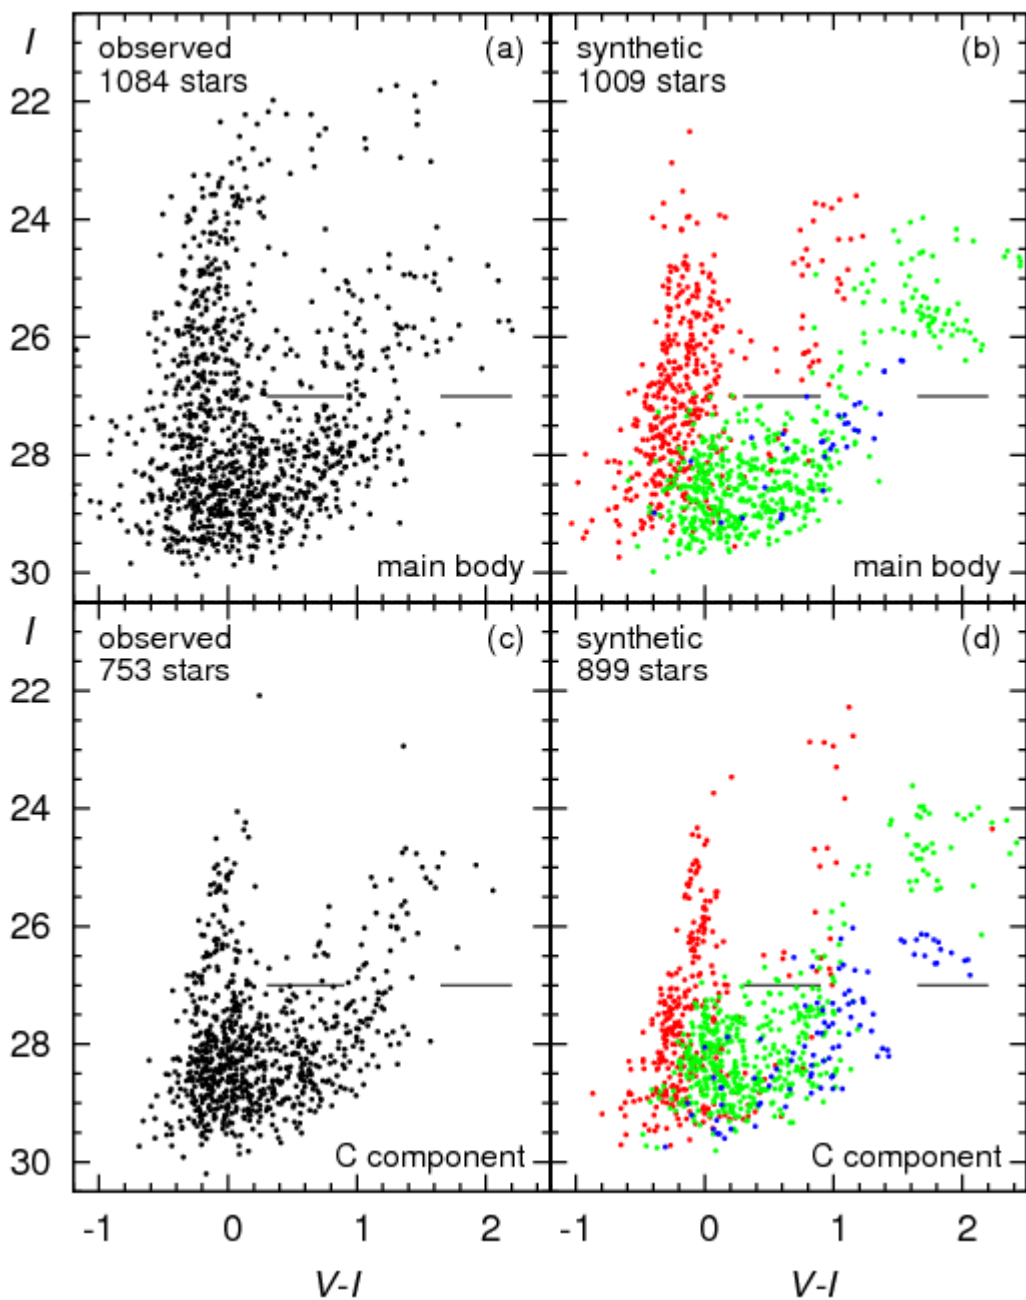 I
observed
1084 stars
(a)
synthetic
1009 stars
(b)
22
24
26
28
30
main body
main body
I
observed
753 stars
(c)
synthetic
899 stars
(d)
22
24
26
28
30
C component
C component
-1 0 1 2 -1 0 1 2
V-I V-I